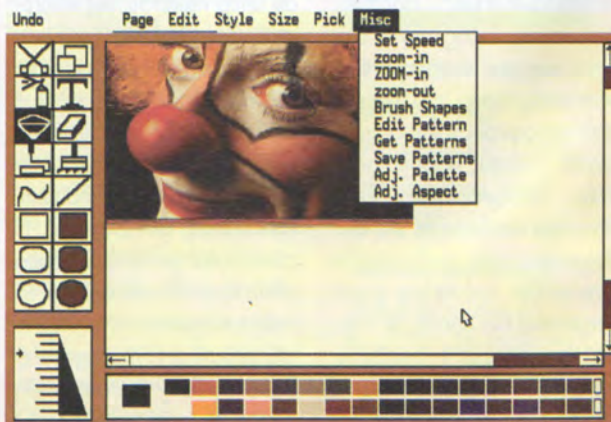 Undo Page Edit Style Size Pick Misc
Set Speed
zoom-in
ZOOM-in
zoom-out
Brush Shapes
Edit Pattern
Get Patterns
Save Patterns
Adj. Palette
Adj. Aspect